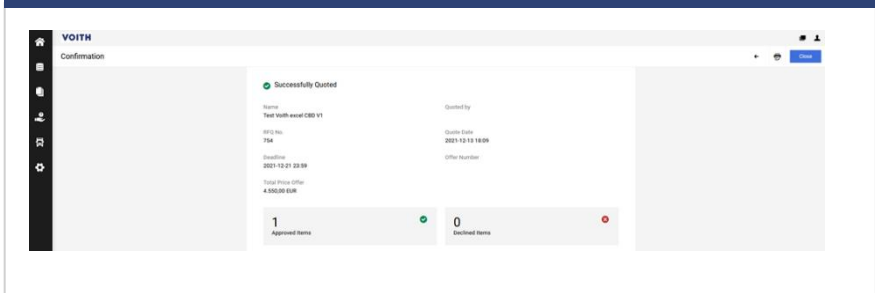 VOITH
Confirmation
Close
Successfully Quoted
Name
Test Voith excel CBD V1
Quoted by
RFQ No.
754
Quote Date
2021-12-13 18:09
Deadline
2021-12-21 23:59
Offer Number
Total Price Offer
4.550,00 EUR
1
Approved Items
0
Declined Items